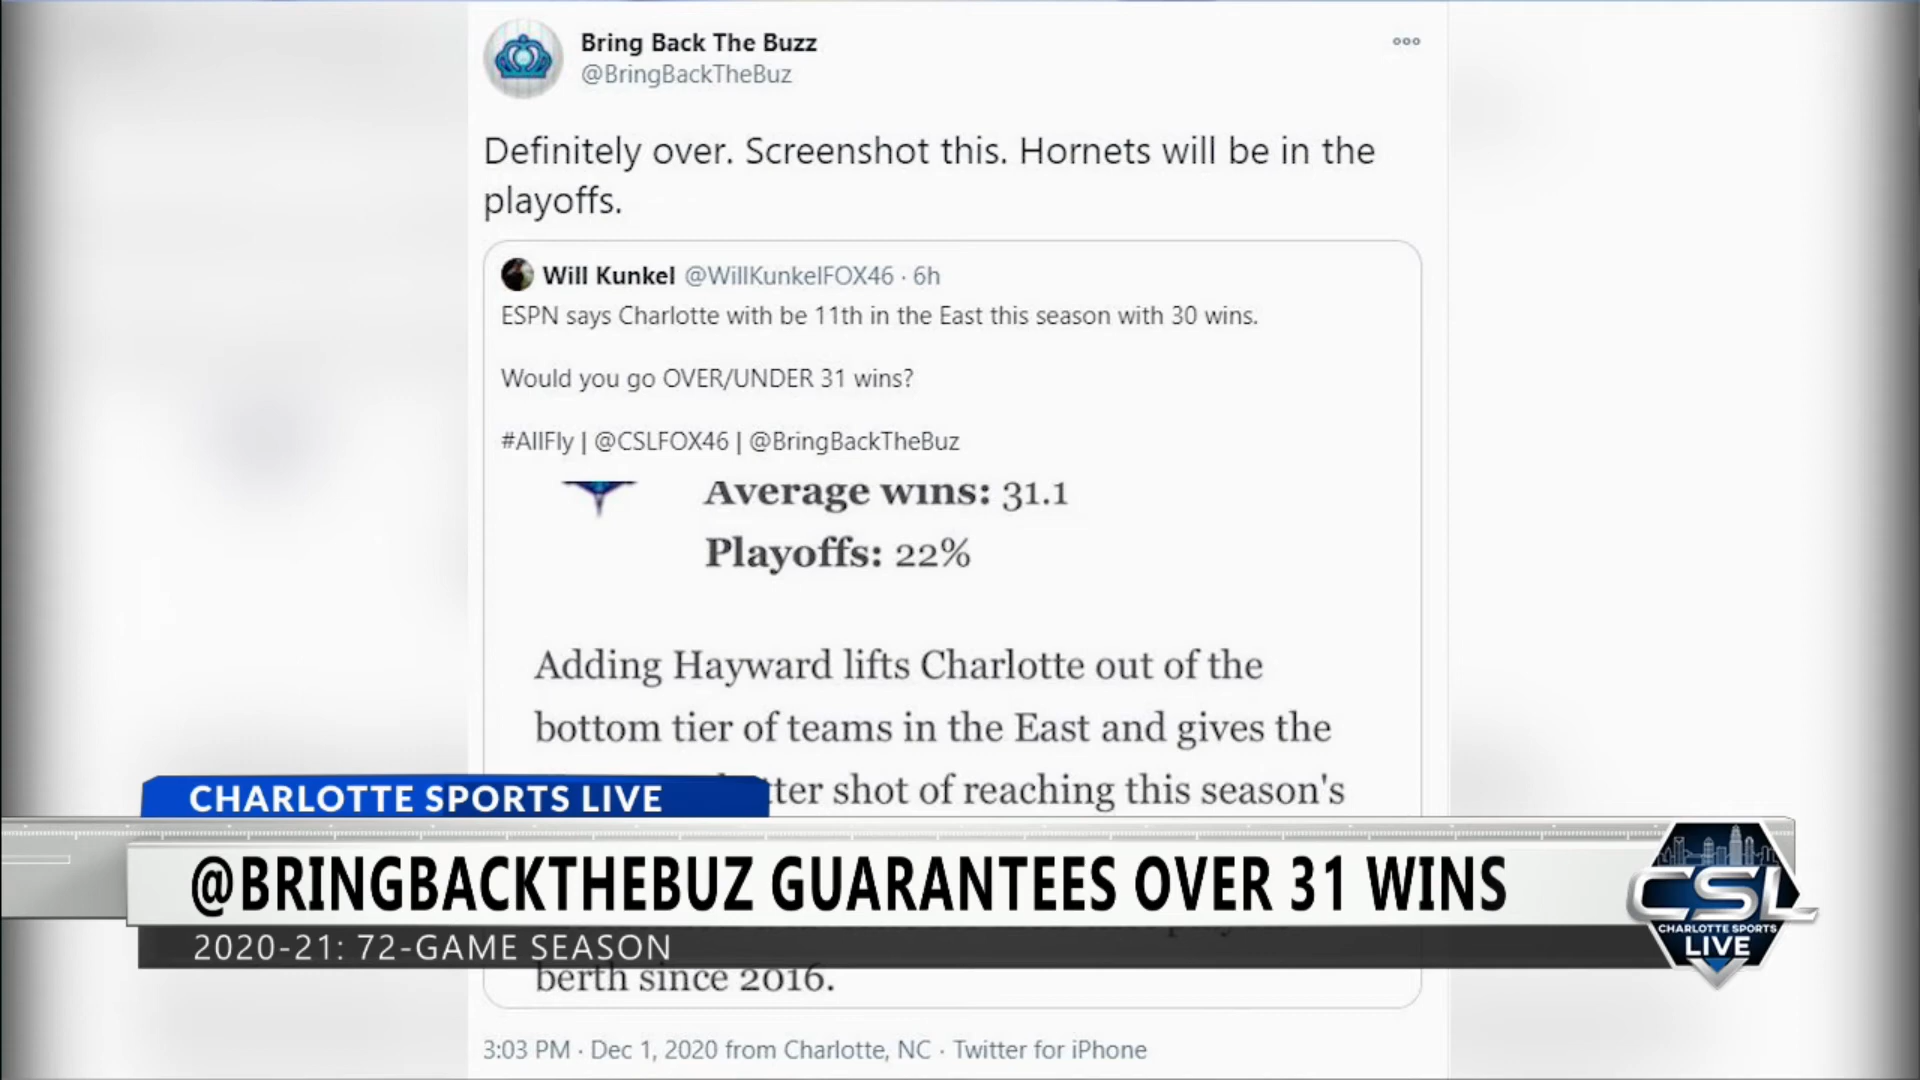 Bring Back The Buzz
@BringBackTheBuz
Definitely over. Screenshot this. Hornets will be in the
playoffs.
Will Kunkel @WillKunkelFOX46 · 6h
ESPN says Charlotte with be 11th in the East this season with 30 wins.
Would you go OVER/UNDER 31 wins?
#AllFly | @CSLFOX46 | @BringBackTheBuz
Average wins: 31.1
Playoffs: 22%
Adding Hayward lifts Charlotte out of the
bottom tier of teams in the East and gives the
shot of reaching this season's
CHARLOTTE SPORTS LIVE
@BRINGBACKTHEBUZ GUARANTEES OVER 31 WINS
2020-21: 72-GAME SEASON
CSL
CHARLOTTE SPORTS
LIVE
berth since 2016.
3:03 PM · Dec 1, 2020 from Charlotte, NC · Twitter for iPhone